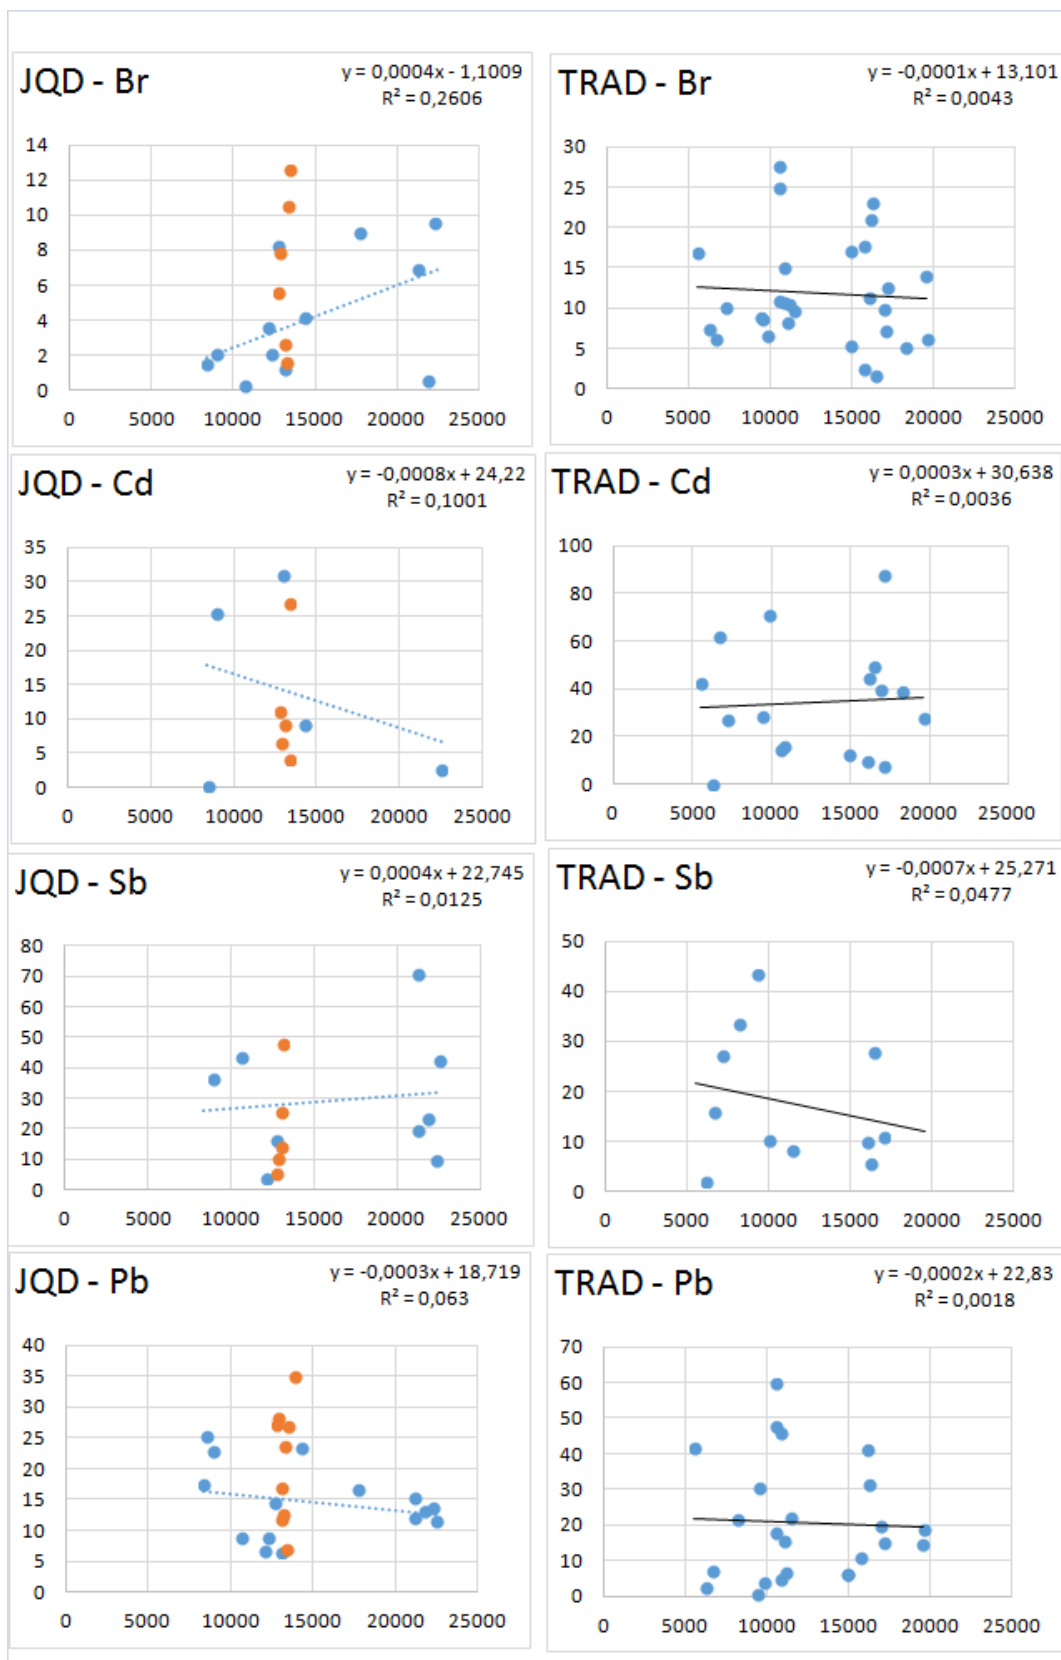 JQD - Br
y = 0,0004x - 1,1009
R² = 0,2606
14
12
10
8
6
4
2
0
0 5000 10000 15000 20000 25000
TRAD - Br
y = -0,0001x + 13,101
R² = 0,0043
30
25
20
15
10
5
0
0 5000 10000 15000 20000 25000
JQD - Cd
y = -0,0008x + 24,22
R² = 0,1001
35
30
25
20
15
10
5
0
0 5000 10000 15000 20000 25000
TRAD - Cd
y = 0,0003x + 30,638
R² = 0,0036
100
80
60
40
20
0
0 5000 10000 15000 20000 25000
JQD - Sb
y = 0,0004x + 22,745
R² = 0,0125
80
70
60
50
40
30
20
10
0
0 5000 10000 15000 20000 25000
TRAD - Sb
y = -0,0007x + 25,271
R² = 0,0477
50
40
30
20
10
0
0 5000 10000 15000 20000 25000
JQD - Pb
y = -0,0003x + 18,719
R² = 0,063
40
35
30
25
20
15
10
5
0
0 5000 10000 15000 20000 25000
TRAD - Pb
y = -0,0002x + 22,83
R² = 0,0018
70
60
50
40
30
20
10
0
0 5000 10000 15000 20000 25000